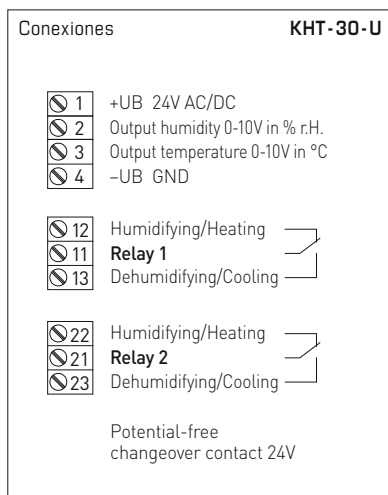 Conexiones KHT-30-U
1 +UB 24V AC/DC
2 Output humidity 0-10V in % r.H.
3 Output temperature 0-10V in °C
4 –UB GND
12 Humidifying/Heating
11 Relay 1
13 Dehumidifying/Cooling
22 Humidifying/Heating
21 Relay 2
23 Dehumidifying/Cooling
Potential-free
changeover contact 24V